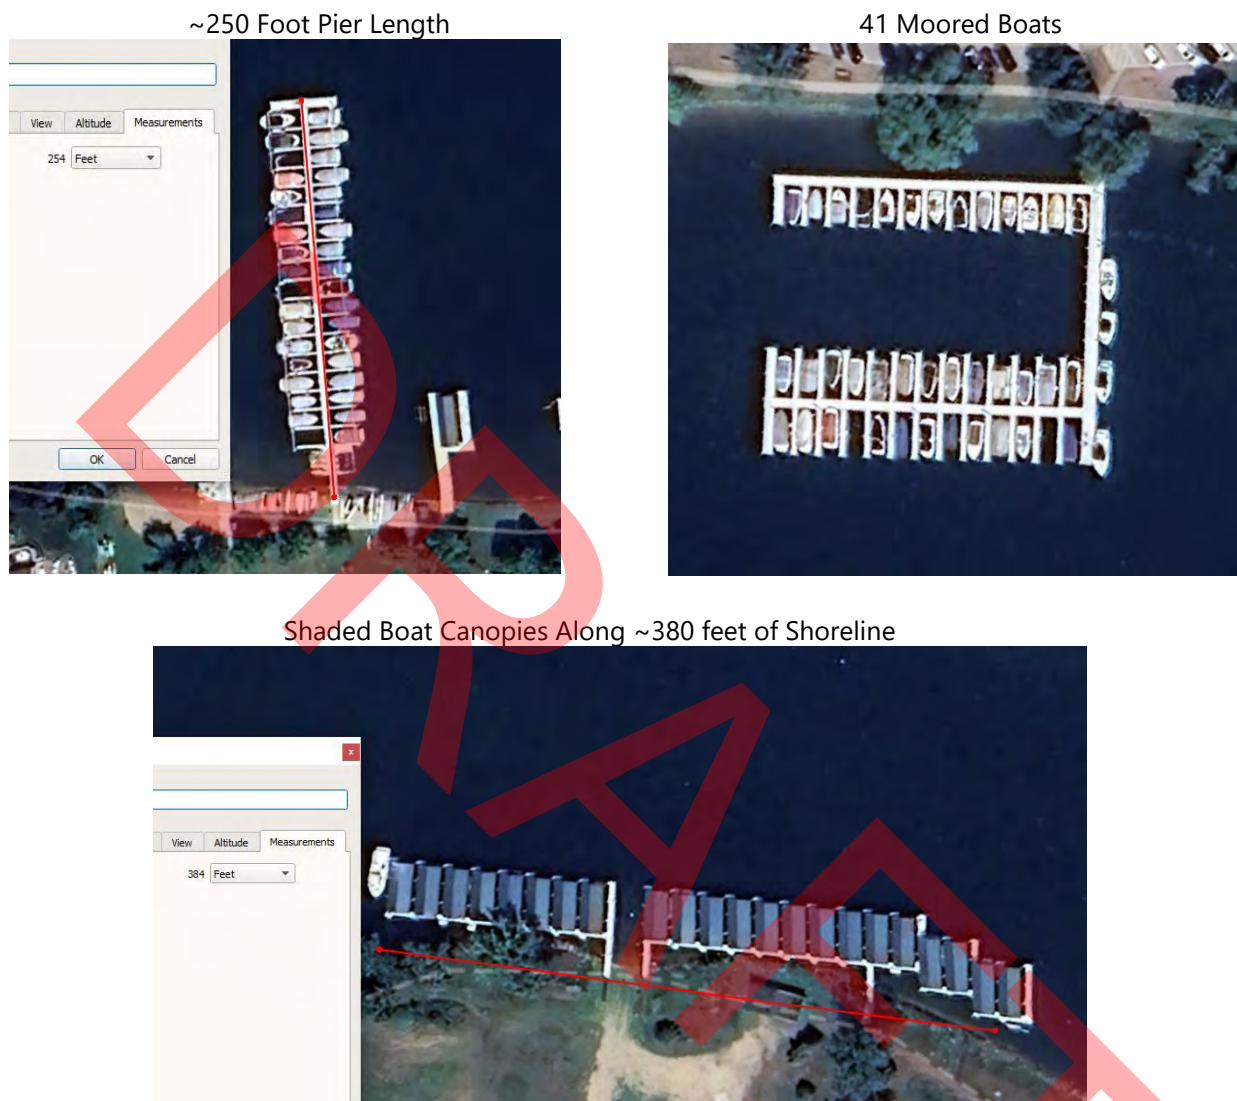 ~250 Foot Pier Length
41 Moored Boats
View Altitude Measurements
254 Feet
OK Cancel
Shaded Boat Canopies Along ~380 feet of Shoreline
x
View Altitude Measurements
384 Feet
DRAFT